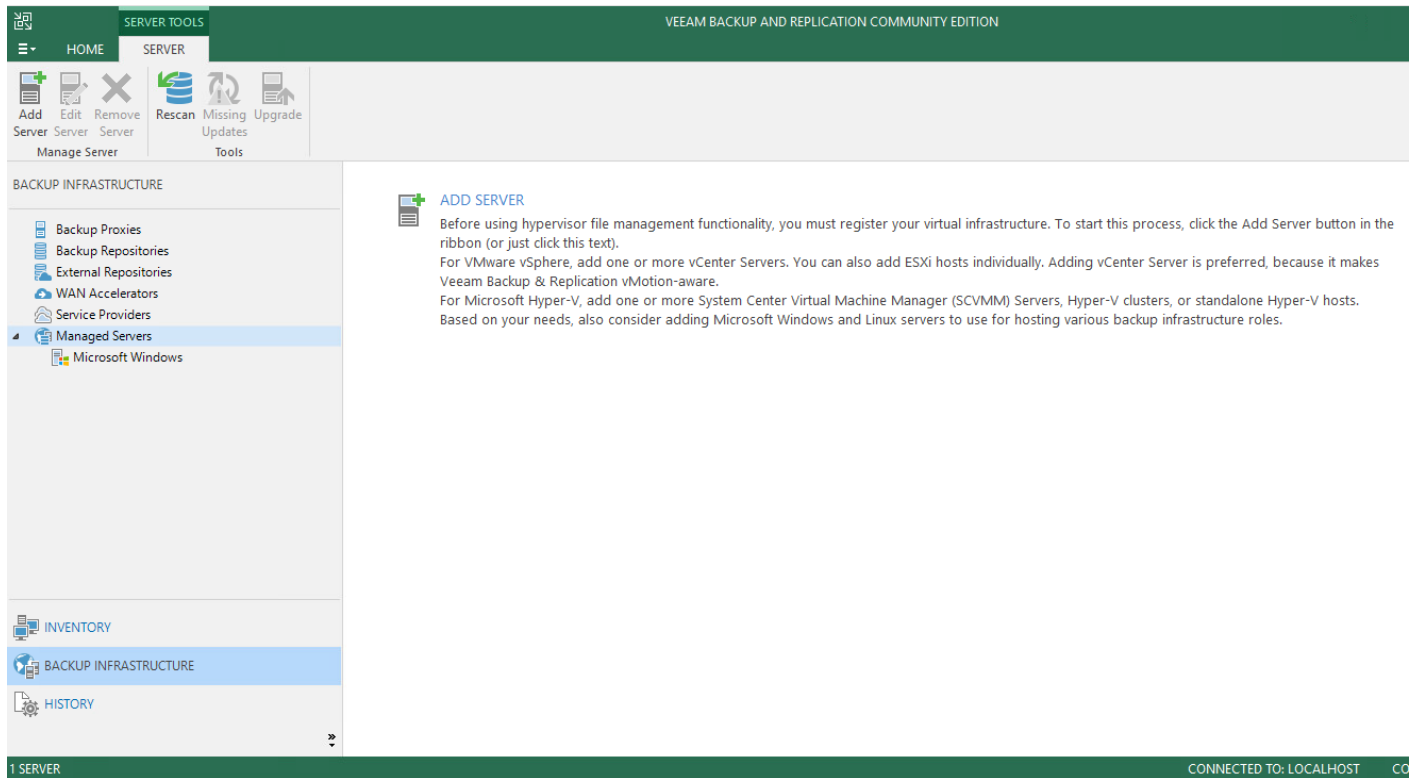 SERVER TOOLS
VEEAM BACKUP AND REPLICATION COMMUNITY EDITION
HOME
SERVER
Add Server
Edit Server
Remove Server
Rescan
Missing Updates
Upgrade
Manage Server
Tools
BACKUP INFRASTRUCTURE
Backup Proxies
Backup Repositories
External Repositories
WAN Accelerators
Service Providers
Managed Servers
Microsoft Windows
ADD SERVER
Before using hypervisor file management functionality, you must register your virtual infrastructure. To start this process, click the Add Server button in the
ribbon (or just click this text).
For VMware vSphere, add one or more vCenter Servers. You can also add ESXi hosts individually. Adding vCenter Server is preferred, because it makes
Veeam Backup & Replication vMotion-aware.
For Microsoft Hyper-V, add one or more System Center Virtual Machine Manager (SCVMM) Servers, Hyper-V clusters, or standalone Hyper-V hosts.
Based on your needs, also consider adding Microsoft Windows and Linux servers to use for hosting various backup infrastructure roles.
INVENTORY
BACKUP INFRASTRUCTURE
HISTORY
1 SERVER
CONNECTED TO: LOCALHOST
CO